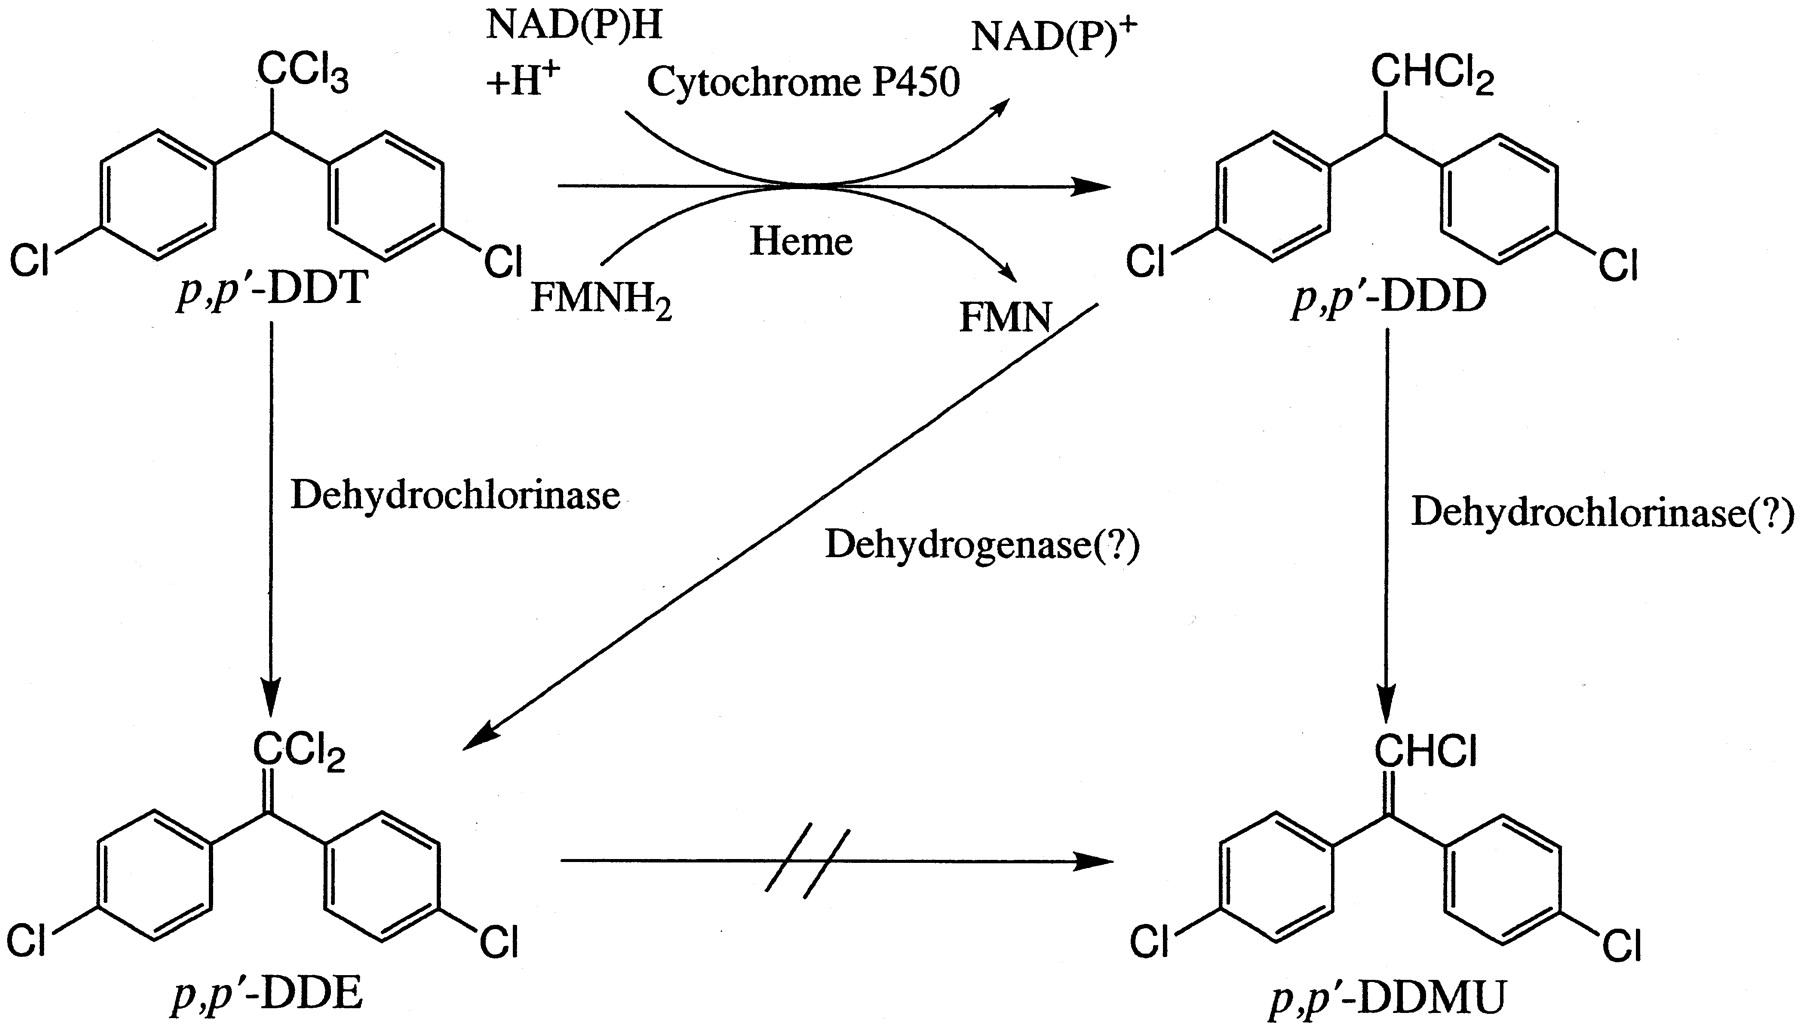 NAD(P)H
+H⁺
NAD(P)⁺
CCl₃
Cytochrome P450
CHCl₂
Cl
Cl
Heme
Cl
Cl
p,p′-DDT
FMNH₂
FMN
p,p′-DDD
Dehydrochlorinase
Dehydrogenase(?)
Dehydrochlorinase(?)
CCl₂
CHCl
Cl
Cl
Cl
Cl
p,p′-DDE
p,p′-DDMU